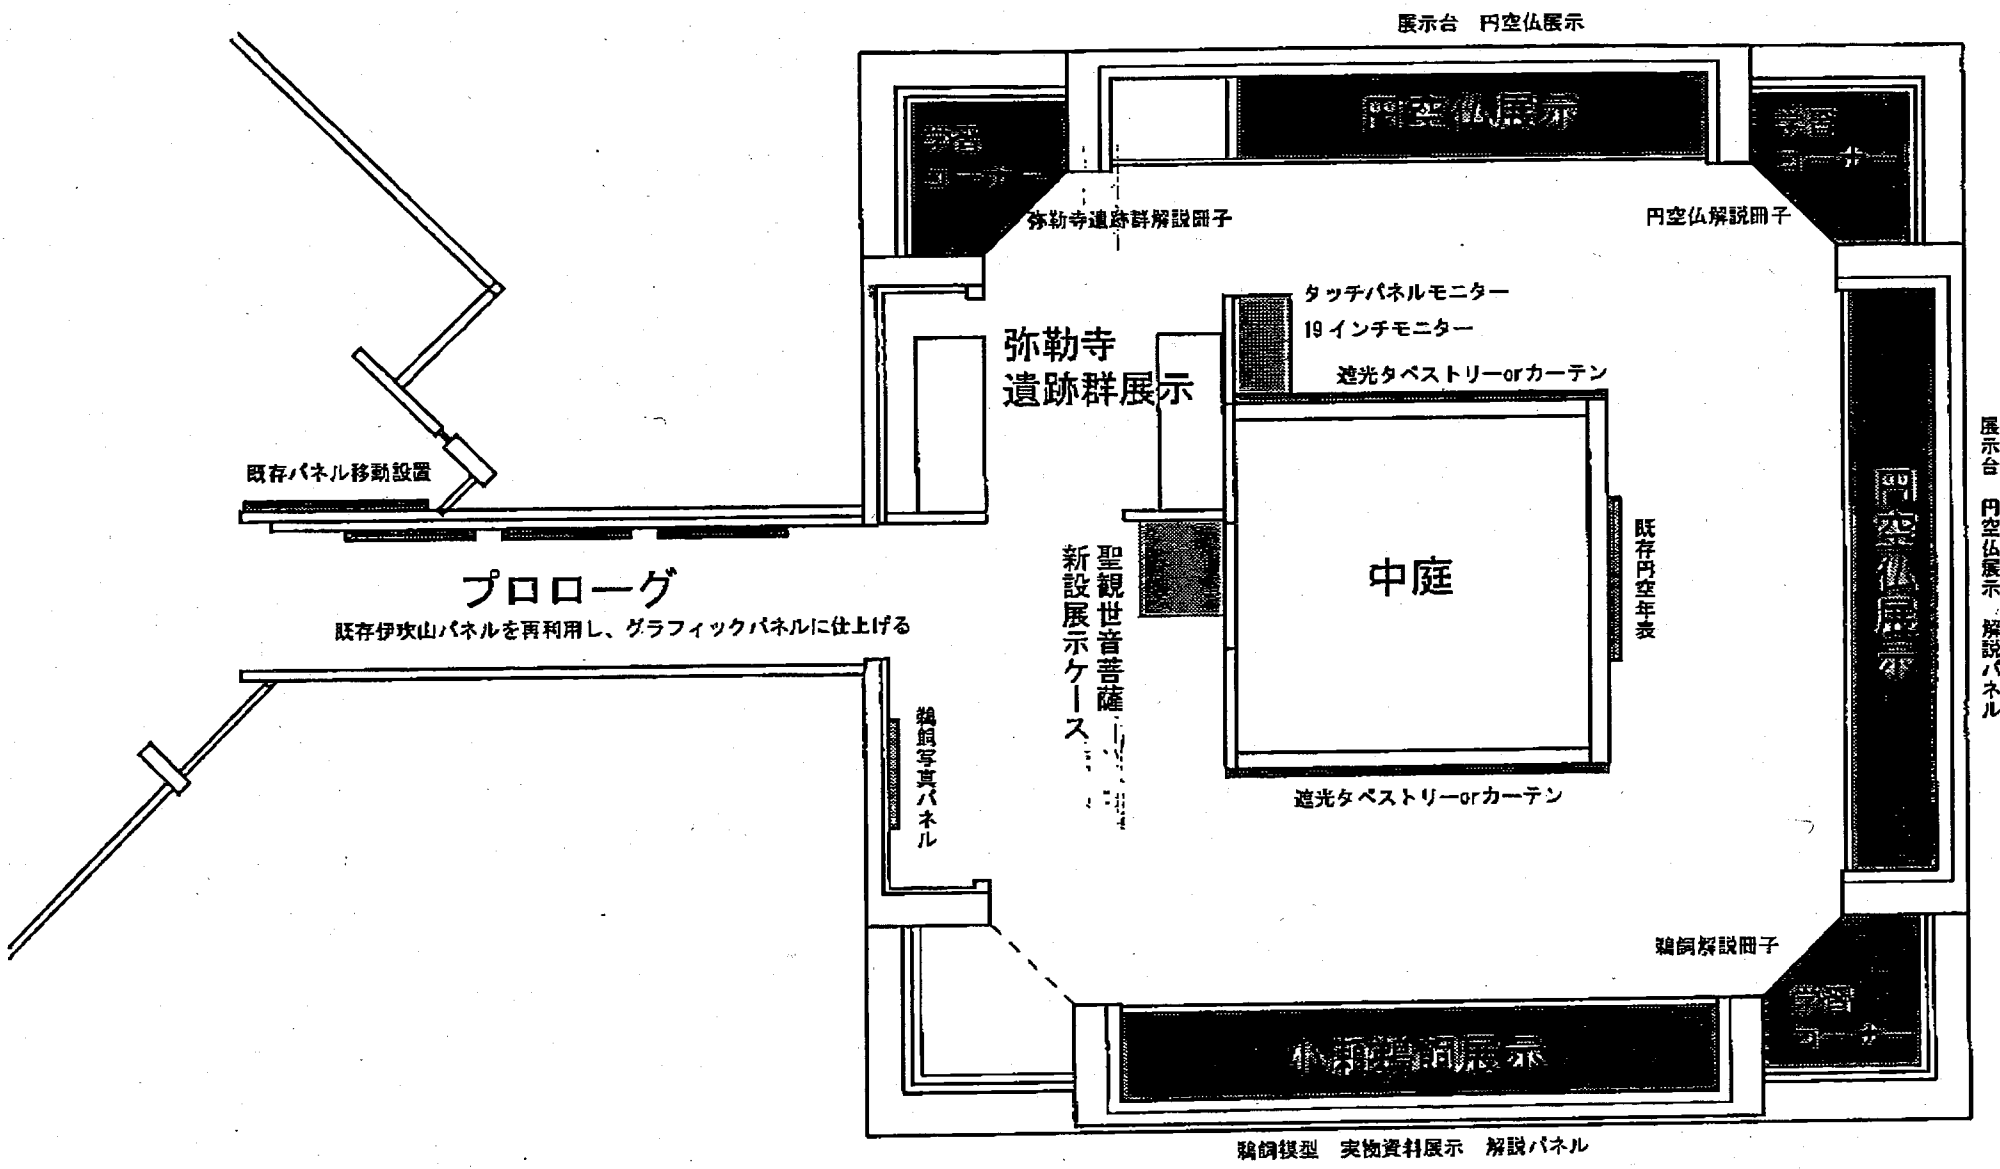 展示台 円空仏展示
円空仏展示
学習
コーナー
学習
コーナー
弥勒寺遺跡群解説冊子
円空仏解説冊子
タッチパネルモニター
19インチモニター
弥勒寺
遺跡群展示
遮光タペストリーorカーテン
既存パネル移動設置
プロローグ
既存伊吹山パネルを再利用し、グラフィックパネルに仕上げる
聖観世音菩薩
新設展示ケース
中庭
既存円空年表
円空仏展示
展示台 円空仏展示 解説パネル
鵜飼写真パネル
遮光タペストリーorカーテン
鵜飼解説冊子
学習
コーナー
小瀬鵜飼展示
鵜飼模型 実物資料展示 解説パネル